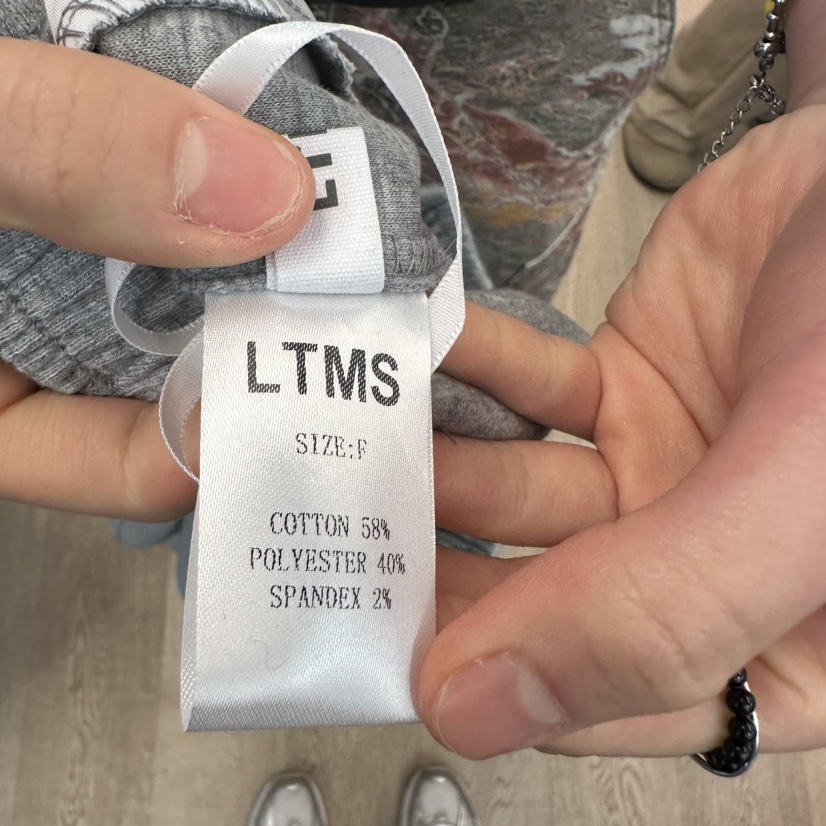 LTMS
SIZE:F
COTTON 58%
POLYESTER 40%
SPANDEX 2%